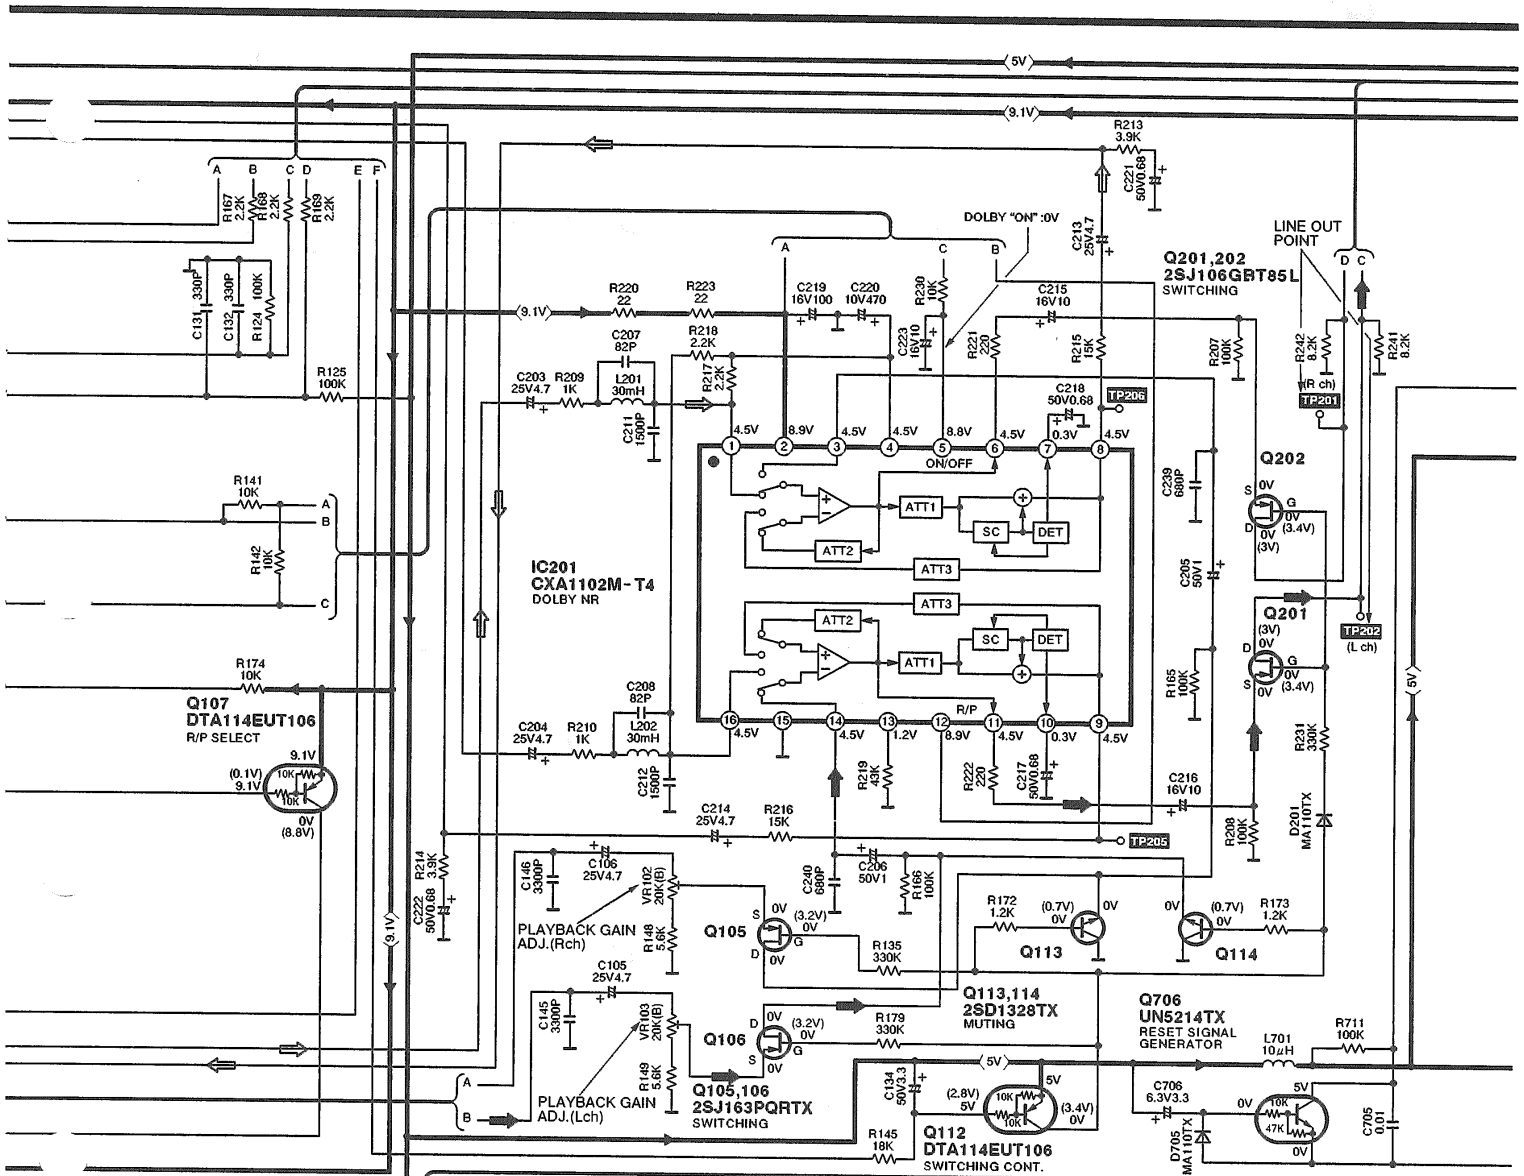 5V
9.1V
R213
3.9K
C221
50V0.68
A B C D E F
R167
2.2K
R168
2.2K
R169
2.2K
DOLBY "ON" :0V
C213
25V4.7
LINE OUT
POINT
A C B
D C
Q201,202
2SJ106GBT85L
SWITCHING
C131 330P
C132 330P
R124 100K
9.1V
R220
22
R223
22
C219
16V100
C220
10V470
R230
10K
C215
16V10
C207
82P
R218
2.2K
C223
16V10
R221
220
R215
15K
R207
100K
R242
8.2K
R241
8.2K
R125
100K
C203
25V4.7
R209
1K
L201
30mH
R217
2.2K
C218
50V0.68
TP206
(R ch)
TP201
C211
1500P
4.5V 8.9V 4.5V 4.5V 8.8V 4.5V 0.3V 4.5V
1 2 3 4 5 6 7 8
ON/OFF
Q202
R141
10K
A
B
C
R142
10K
ATT1
SC
DET
ATT2
ATT3
C239
680P
S 0V
G
0V
(3.4V)
D
0V
(3V)
IC201
CXA1102M-T4
DOLBY NR
C205
50V1
ATT3
ATT2
SC
DET
ATT1
Q201
(3V)
D 0V
G
0V
(3.4V)
S
0V
TP202
(L ch)
R165
100K
5V
R174
10K
Q107
DTA114EUT106
R/P SELECT
C208
82P
R/P
16 15 14 13 12 11 10 9
4.5V 4.5V 1.2V 8.9V 4.5V 0.3V 4.5V
C204
25V4.7
R210
1K
L202
30mH
9.1V
(0.1V)
9.1V
10K
10K
0V
(8.8V)
C212
1500P
R219
43K
R222
220
C217
50V0.68
C216
16V10
R231
330K
D201
MA110TX
R208
100K
C214
25V4.7
R216
15K
TP205
R214
3.9K
C222
50V0.68
C146
3300P
C106
25V4.7
VR102
20K(B)
C240
680P
C206
50V1
R166
100K
PLAYBACK GAIN
ADJ.(Rch)
R148
5.6K
Q105
S
0V
(3.2V)
0V
G
D
0V
R172
1.2K
(0.7V)
0V
0V
Q113
0V
(0.7V)
0V
R173
1.2K
Q114
9.1V
R135
330K
C105
25V4.7
C145
3300P
VR103
20K(B)
Q113,114
2SD1328TX
MUTING
Q706
UN5214TX
RESET SIGNAL
GENERATOR
Q106
D
0V
(3.2V)
0V
G
S
0V
R179
330K
L701
10μH
R711
100K
R149
5.6K
5V
A
B
PLAYBACK GAIN
ADJ.(Lch)
Q105,106
2SJ163PQRTX
SWITCHING
C134
50V3.3
(2.8V)
5V
10K
10K
5V
(3.4V)
0V
C706
6.3V3.3
0V
10K
47K
5V
0V
C705
0.01
D705
MA110TX
R145
18K
Q112
DTA114EUT106
SWITCHING CONT.